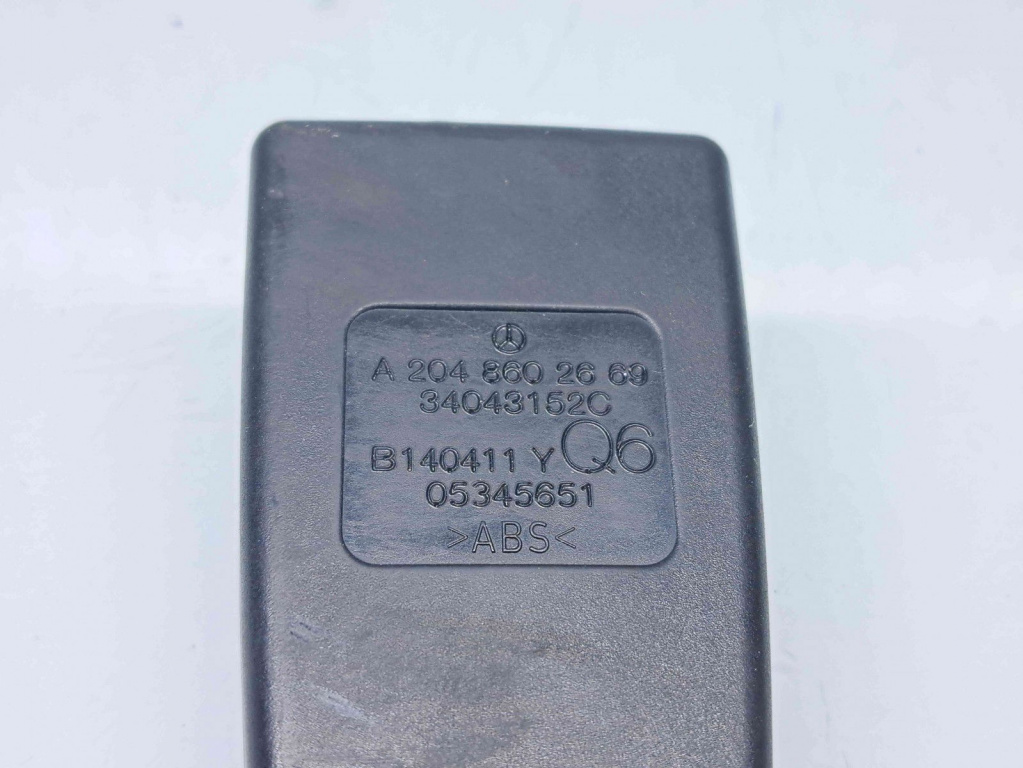 A 204 860 26 69
34043152C
B140411 Y Q6
05345651
>ABS<